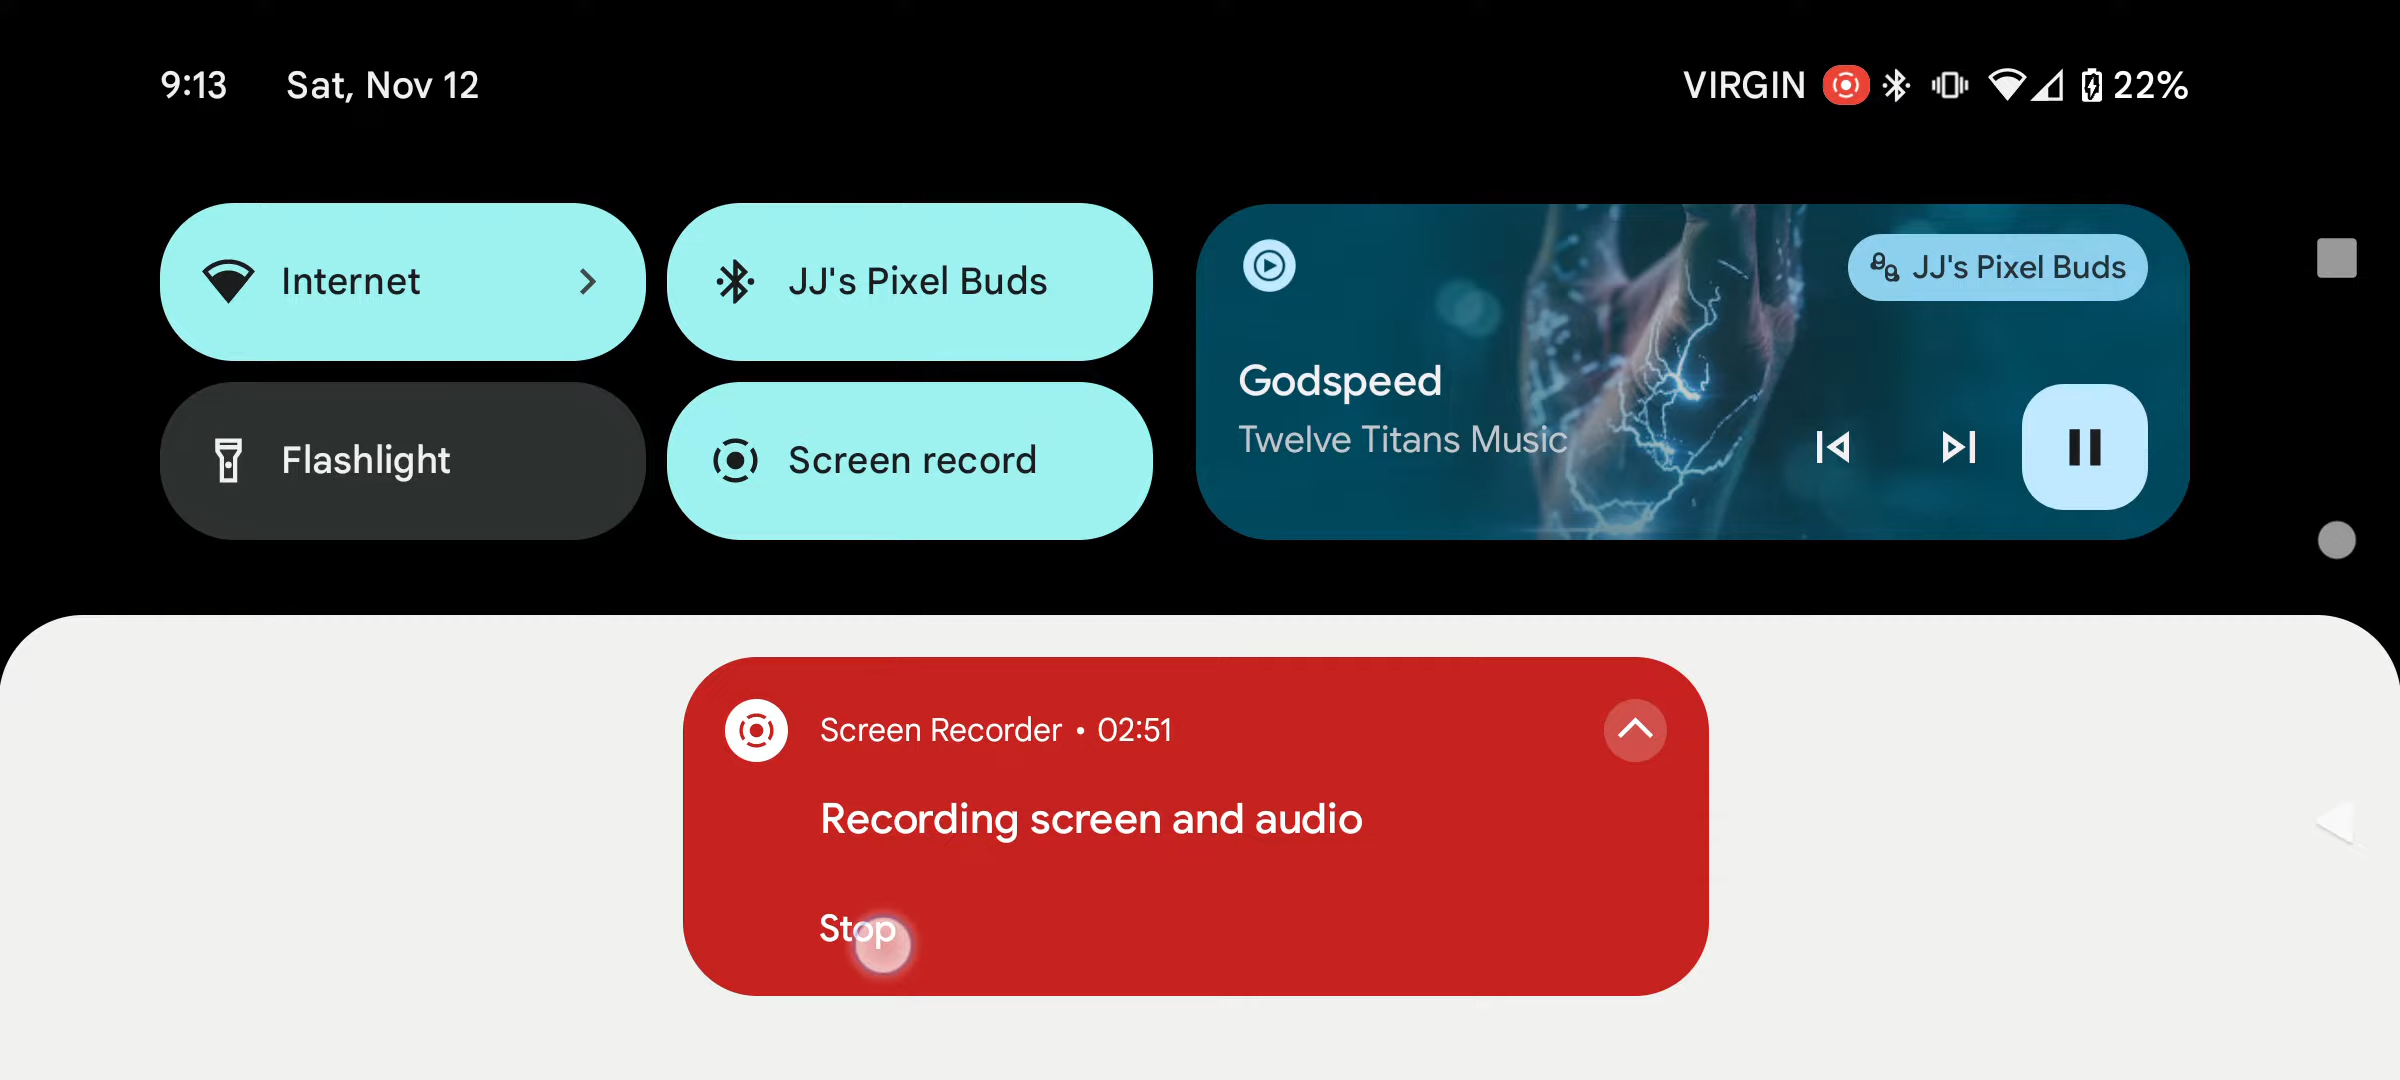 9:13 Sat, Nov 12 VIRGIN 22%
Internet
JJ's Pixel Buds
Flashlight
Screen record
JJ's Pixel Buds
Godspeed
Twelve Titans Music
Screen Recorder • 02:51
Recording screen and audio
Stop